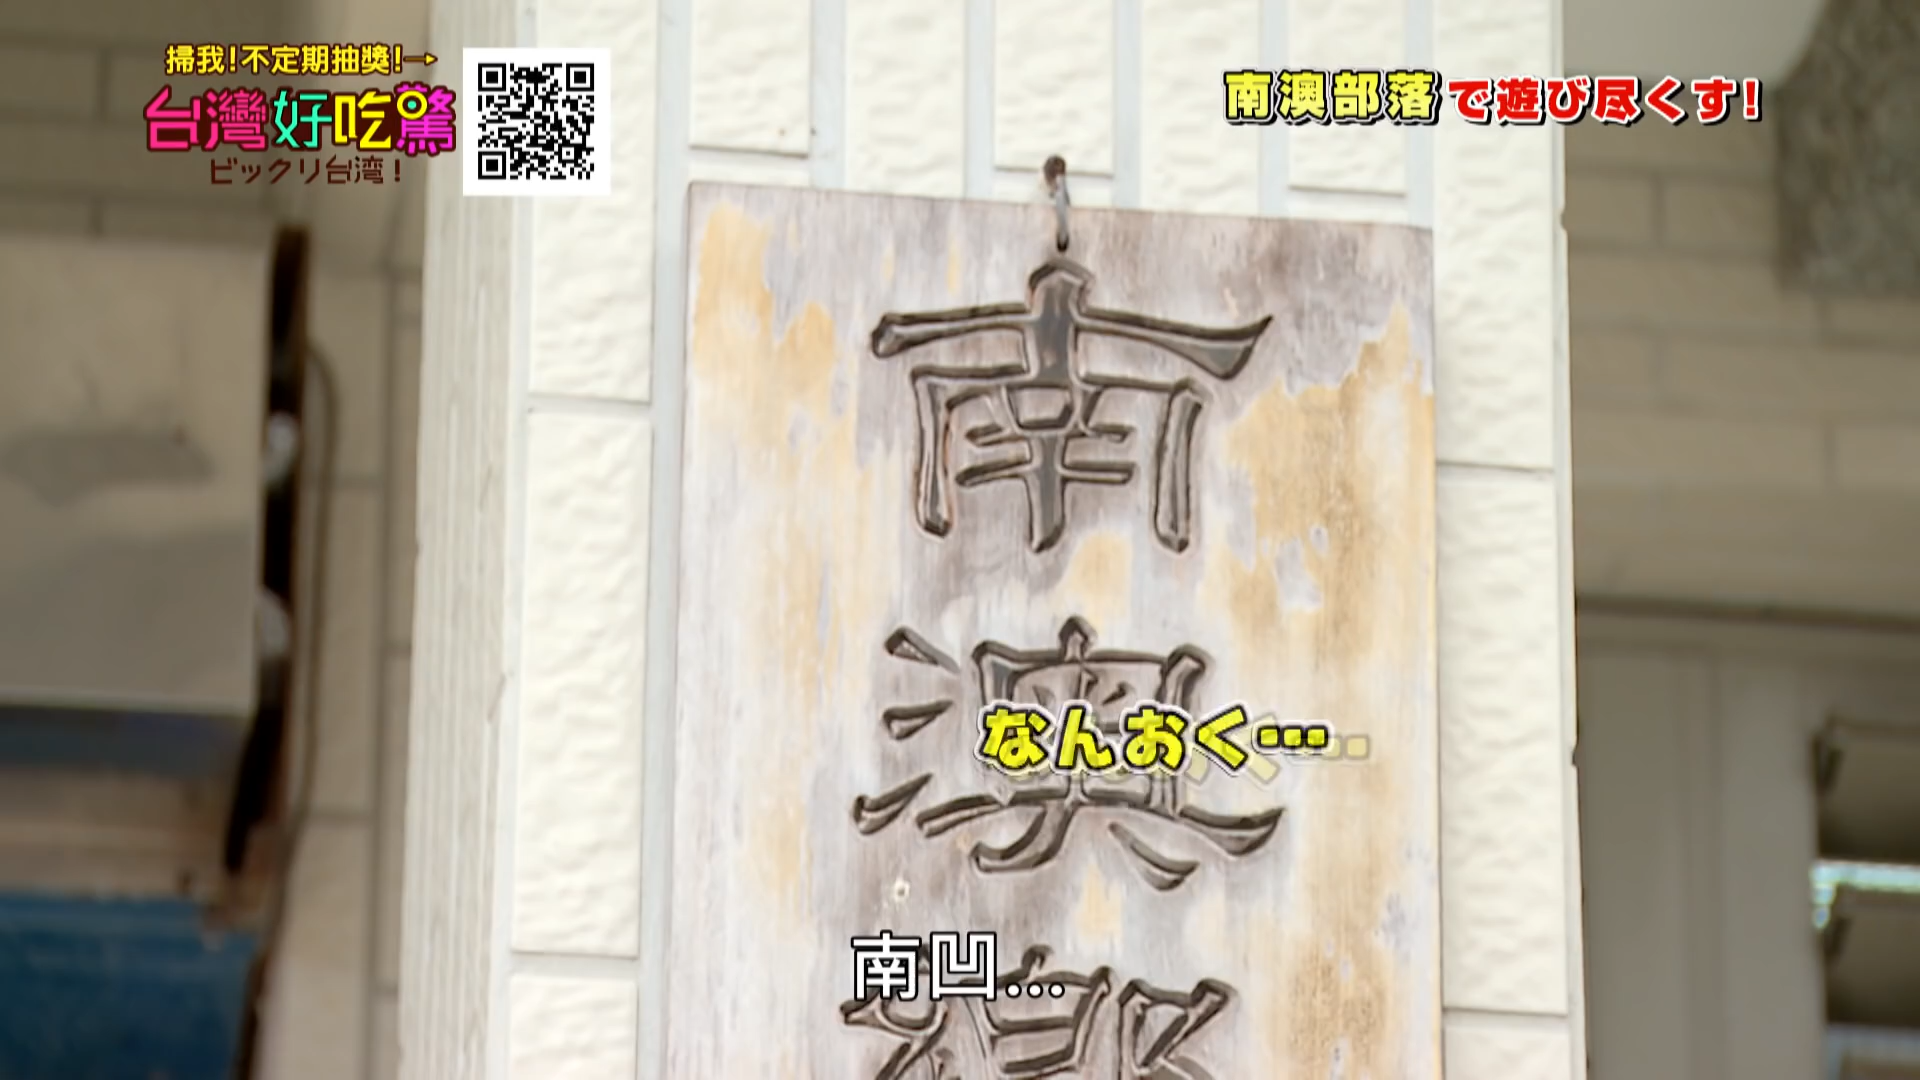 掃我!不定期抽獎!→
台灣好吃驚
ビックリ台湾!
南澳部落で遊び尽くす!
南
澳
鄉
なんおく…
南凹...